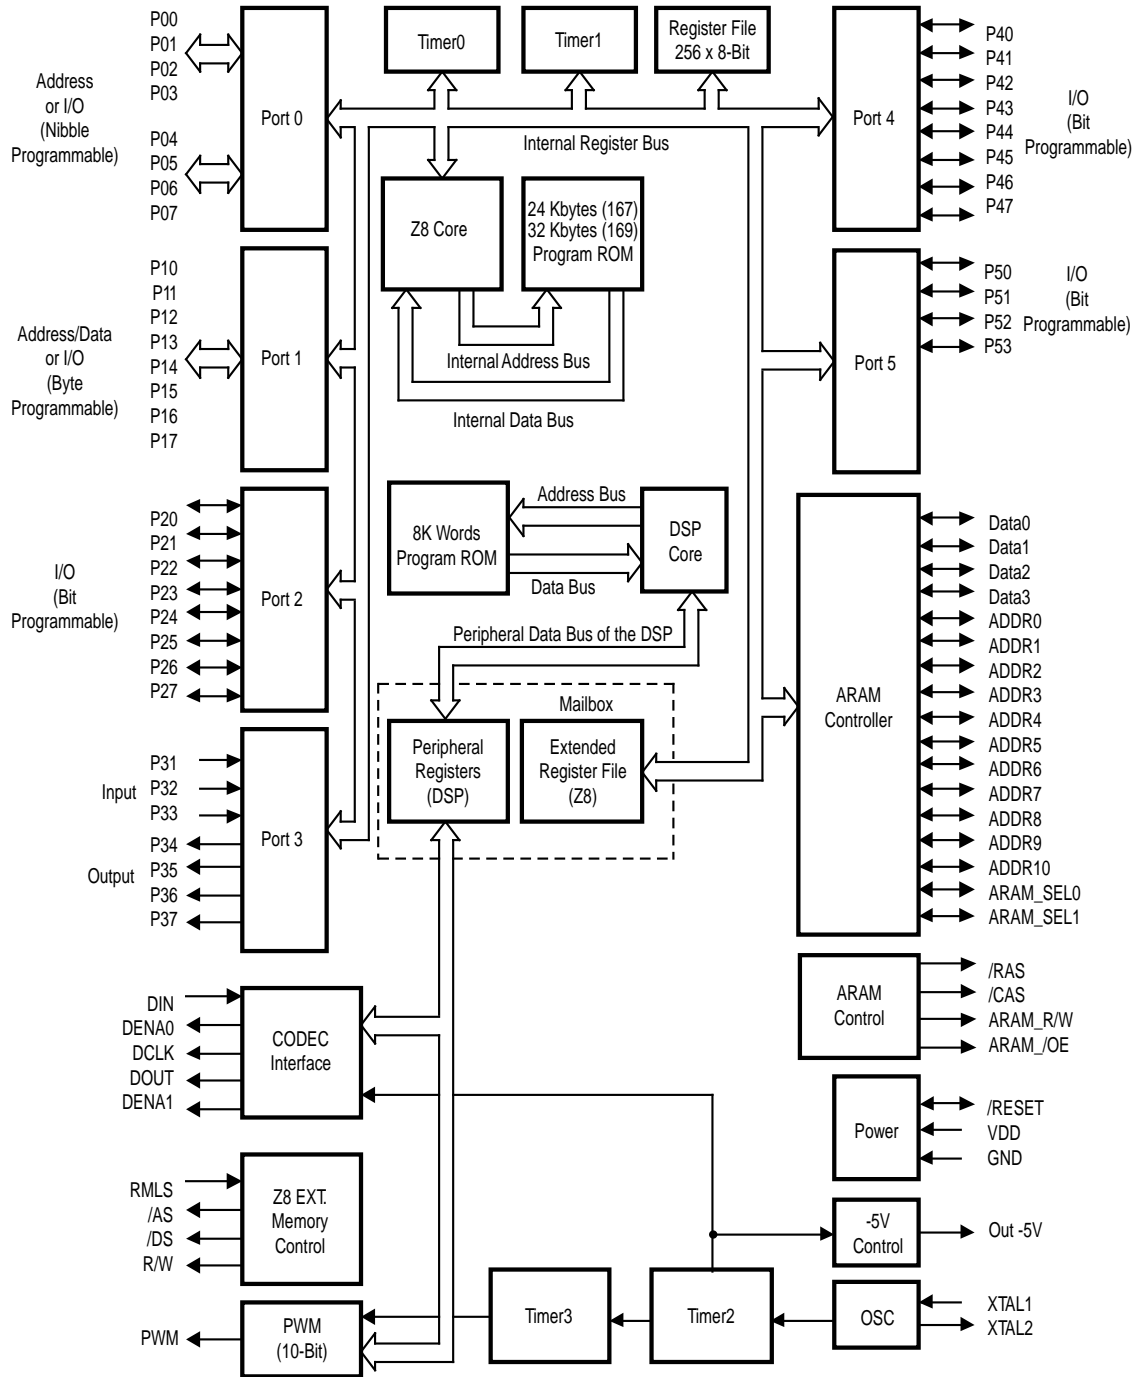 P00
P01
P02
P03
Address
or I/O
(Nibble
Programmable)
P04
P05
P06
P07
Port 0
Timer0
Timer1
Register File
256 x 8-Bit
Internal Register Bus
Port 4
P40
P41
P42
P43
P44
P45
P46
P47
I/O
(Bit
Programmable)
Z8 Core
24 Kbytes (167)
32 Kbytes (169)
Program ROM
Internal Address Bus
Internal Data Bus
P10
P11
P12
P13
P14
P15
P16
P17
Address/Data
or I/O
(Byte
Programmable)
Port 1
Port 5
P50
P51
P52
P53
I/O
(Bit
Programmable)
P20
P21
P22
P23
P24
P25
P26
P27
I/O
(Bit
Programmable)
Port 2
8K Words
Program ROM
Address Bus
Data Bus
DSP
Core
Peripheral Data Bus of the DSP
Mailbox
Peripheral
Registers
(DSP)
Extended
Register File
(Z8)
ARAM
Controller
Data0
Data1
Data2
Data3
ADDR0
ADDR1
ADDR2
ADDR3
ADDR4
ADDR5
ADDR6
ADDR7
ADDR8
ADDR9
ADDR10
ARAM_SEL0
ARAM_SEL1
Input
P31
P32
P33
Output
P34
P35
P36
P37
Port 3
ARAM
Control
/RAS
/CAS
ARAM_R/W
ARAM_/OE
DIN
DENA0
DCLK
DOUT
DENA1
CODEC
Interface
Power
/RESET
VDD
GND
RMLS
/AS
/DS
R/W
Z8 EXT.
Memory
Control
-5V
Control
Out -5V
PWM
PWM
(10-Bit)
Timer3
Timer2
OSC
XTAL1
XTAL2